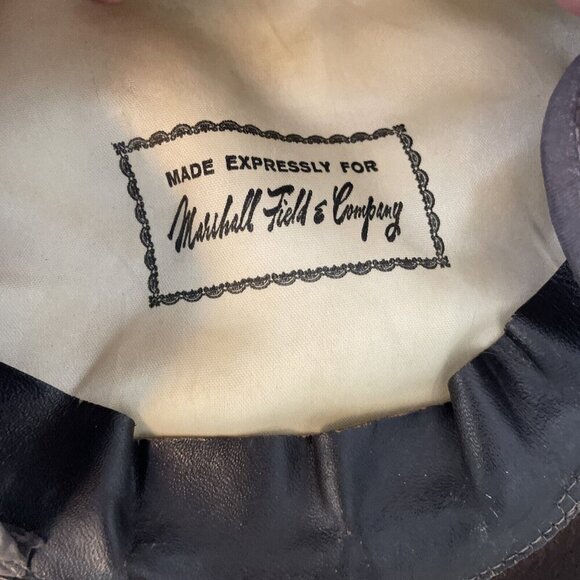 MADE EXPRESSLY FOR
Marshall Field & Company